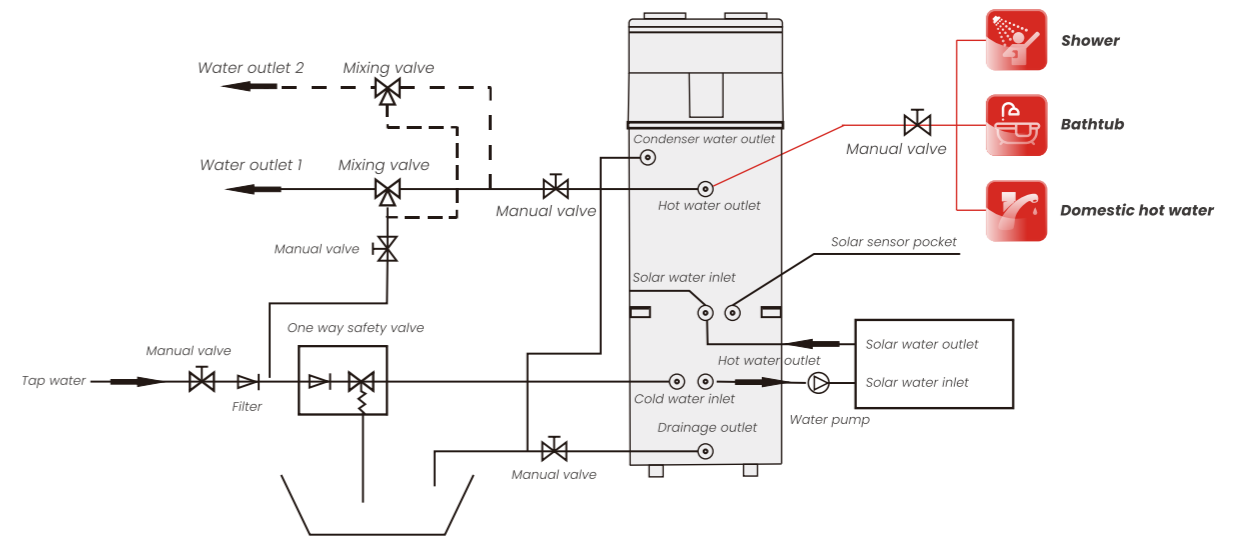 Water outlet 2
Mixing valve
Shower
Condenser water outlet
Bathtub
Manual valve
Water outlet 1
Mixing valve
Manual valve
Hot water outlet
Domestic hot water
Manual valve
Solar sensor pocket
Solar water inlet
One way safety valve
Manual valve
Solar water outlet
Hot water outlet
Tap water
Solar water inlet
Filter
Cold water inlet
Water pump
Drainage outlet
Manual valve